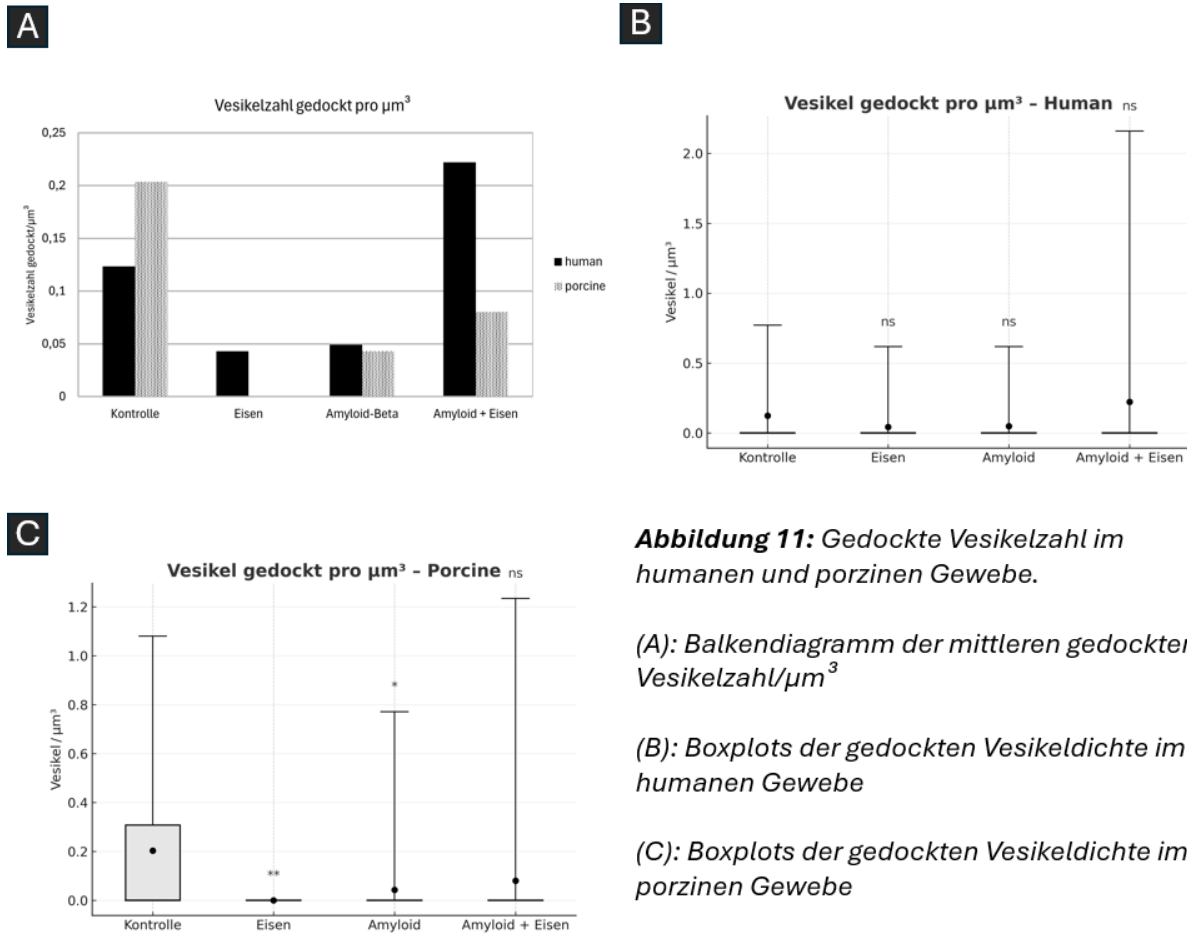 A
Vesikelzahl gedockt pro µm³
Vesikelzahl gedockt/µm³
0,25
0,2
0,15
0,1
0,05
0
Kontrolle
Eisen
Amyloid-Beta
Amyloid + Eisen
human
porcine
B
Vesikel gedockt pro µm³ – Human
ns
Vesikel / µm³
2.0
1.5
1.0
0.5
0.0
ns
ns
Kontrolle
Eisen
Amyloid
Amyloid + Eisen
C
Vesikel gedockt pro µm³ – Porcine
ns
Vesikel / µm³
1.2
1.0
0.8
0.6
0.4
0.2
0.0
**
*
Kontrolle
Eisen
Amyloid
Amyloid + Eisen
Abbildung 11: Gedockte Vesikelzahl im
humanen und porzinen Gewebe.
(A): Balkendiagramm der mittleren gedockten
Vesikelzahl/µm³
(B): Boxplots der gedockten Vesikeldichte im
humanen Gewebe
(C): Boxplots der gedockten Vesikeldichte im
porzinen Gewebe